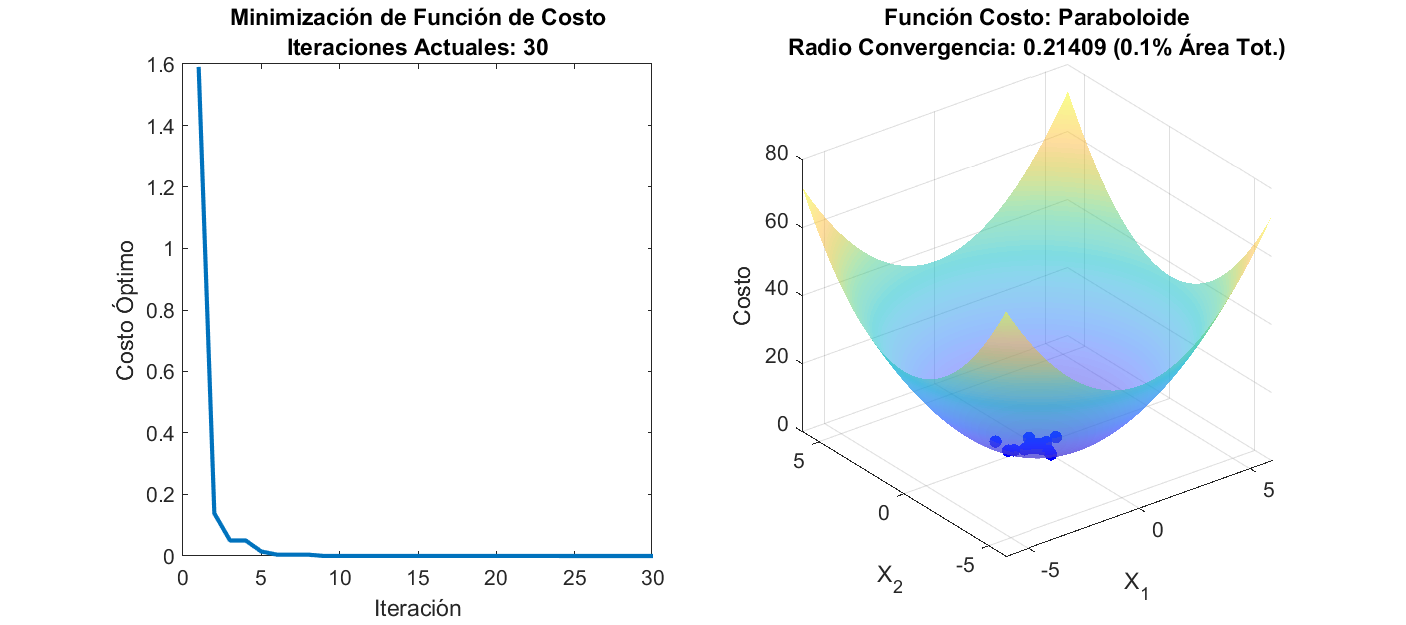 Minimización de Función de Costo
Iteraciones Actuales: 30
1.6
1.4
1.2
1
0.8
0.6
0.4
0.2
0
Costo Óptimo
0 5 10 15 20 25 30
Iteración
Función Costo: Paraboloide
Radio Convergencia: 0.21409 (0.1% Área Tot.)
80
60
40
20
0
Costo
5
0
-5
X₂
-5
0
5
X₁